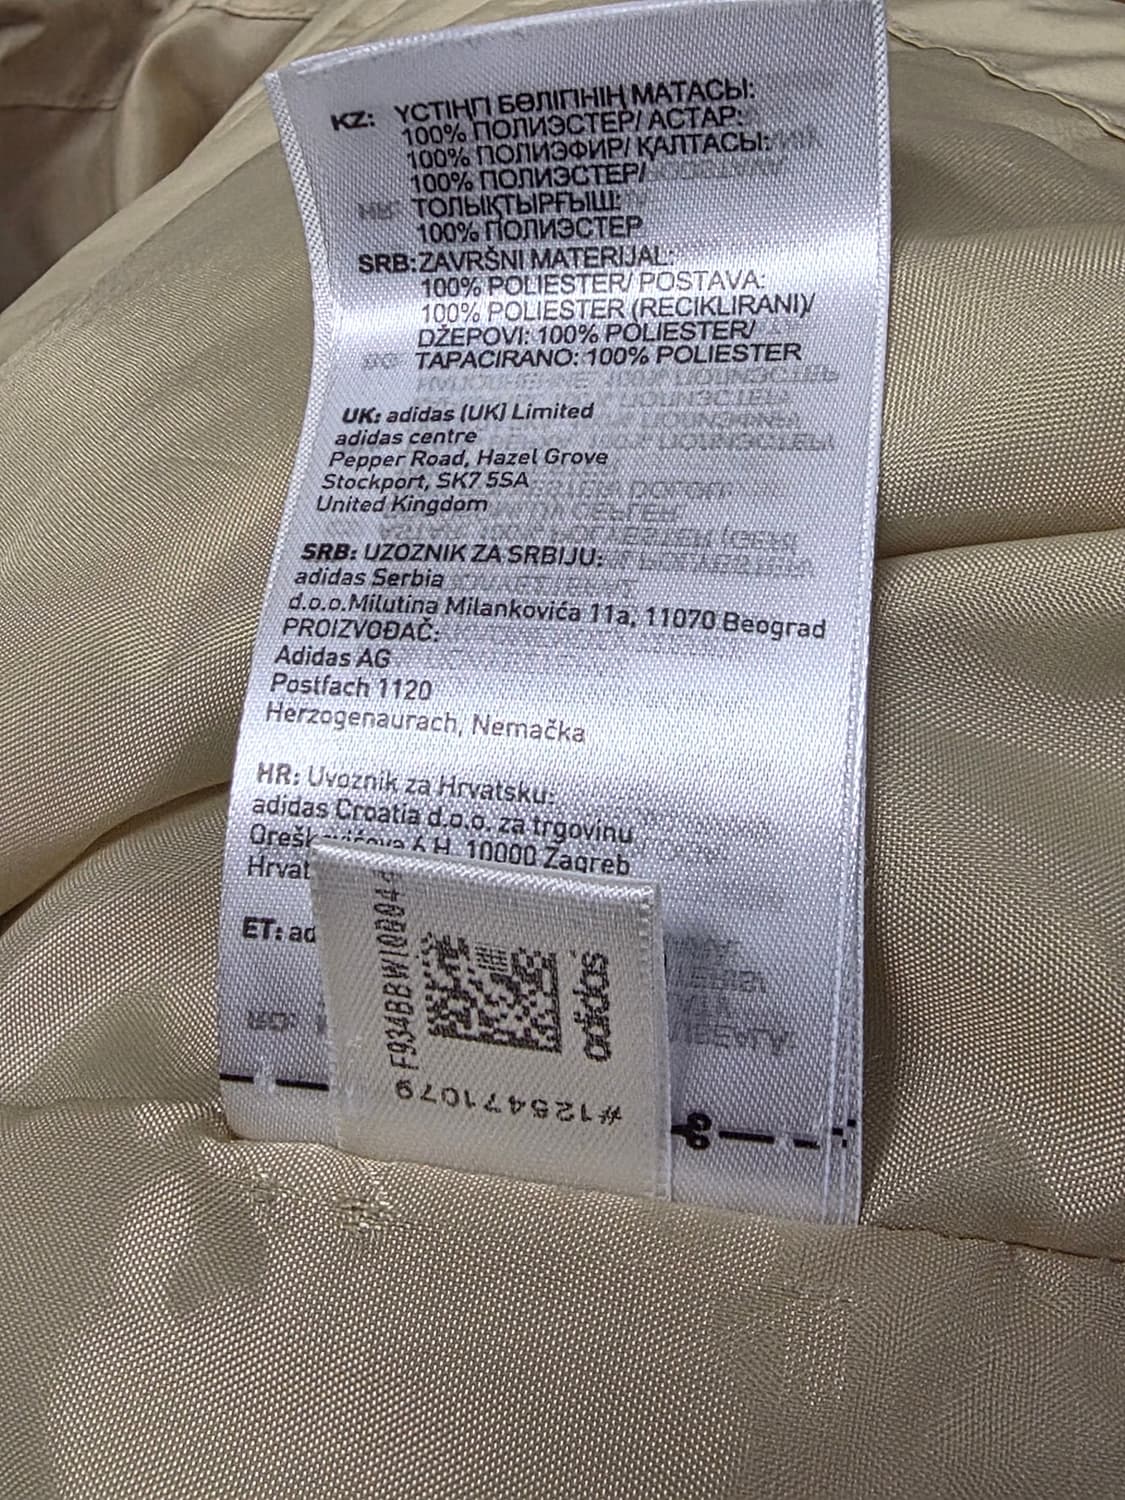 KZ: ҮСТІҢГІ БӨЛІГІНІҢ МАТАСЫ:
100% ПОЛИЭСТЕР/ АСТАР:
100% ПОЛИЭФИР/ ҚАЛТАСЫ:
100% ПОЛИЭСТЕР/
ТОЛЫҚТЫРҒЫШ:
100% ПОЛИЭСТЕР
SRB: ZAVRŠNI MATERIJAL:
100% POLIESTER/ POSTAVA:
100% POLIESTER (RECIKLIRANI)/
DŽEPOVI: 100% POLIESTER/
TAPACIRANO: 100% POLIESTER
UK: adidas (UK) Limited
adidas centre
Pepper Road, Hazel Grove
Stockport, SK7 5SA
United Kingdom
SRB: UZOZNIK ZA SRBIJU:
adidas Serbia
d.o.o.Milutina Milankovića 11a, 11070 Beograd
PROIZVOĐAČ:
Adidas AG
Postfach 1120
Herzogenaurach, Nemačka
HR: Uvoznik za Hrvatsku:
adidas Croatia d.o.o. za trgovinu
6 H, 10000 Zagreb
ET:
adidas
#125471079